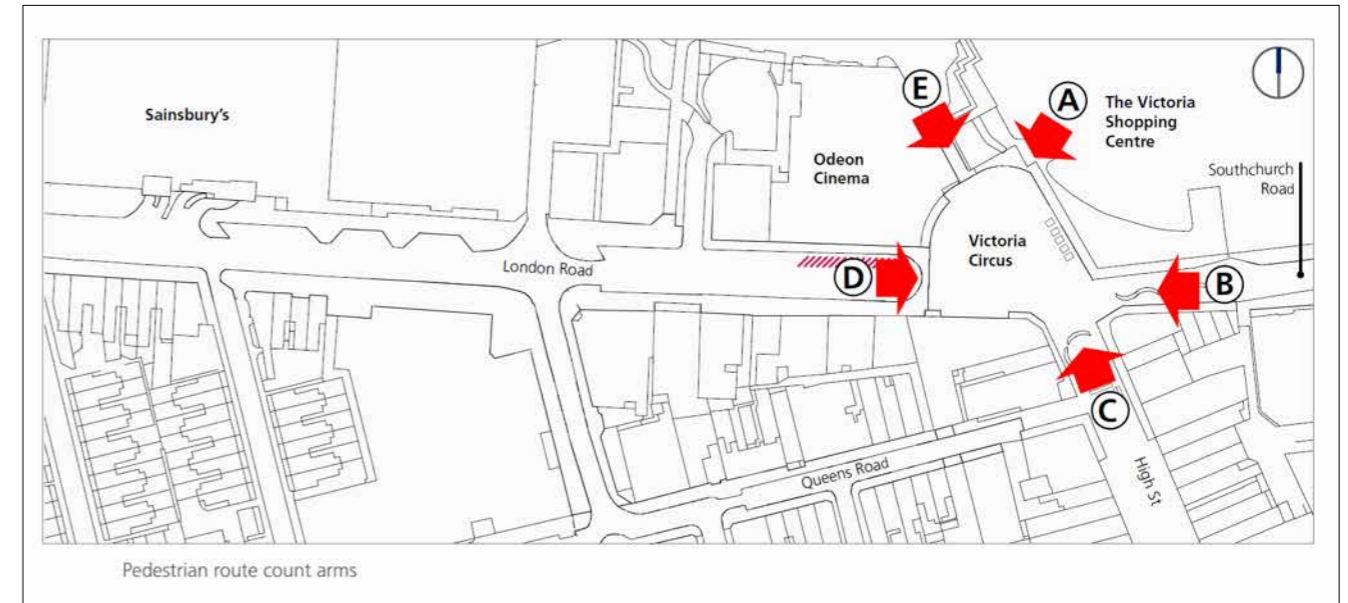 E
A
The Victoria
Shopping
Centre
Sainsbury's
Odeon
Cinema
Southchurch
Road
Victoria
Circus
London Road
D
B
C
Queens Road
High St
Pedestrian route count arms